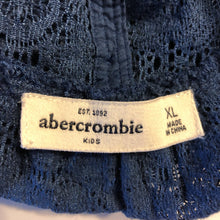 EST. 1892
abercrombie
KIDS
XL
MADE
IN CHINA